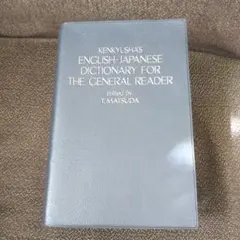 KENKYUSHA'S
ENGLISH-JAPANESE
DICTIONARY FOR
THE GENERAL READER
Edited by
T. MATSUDA